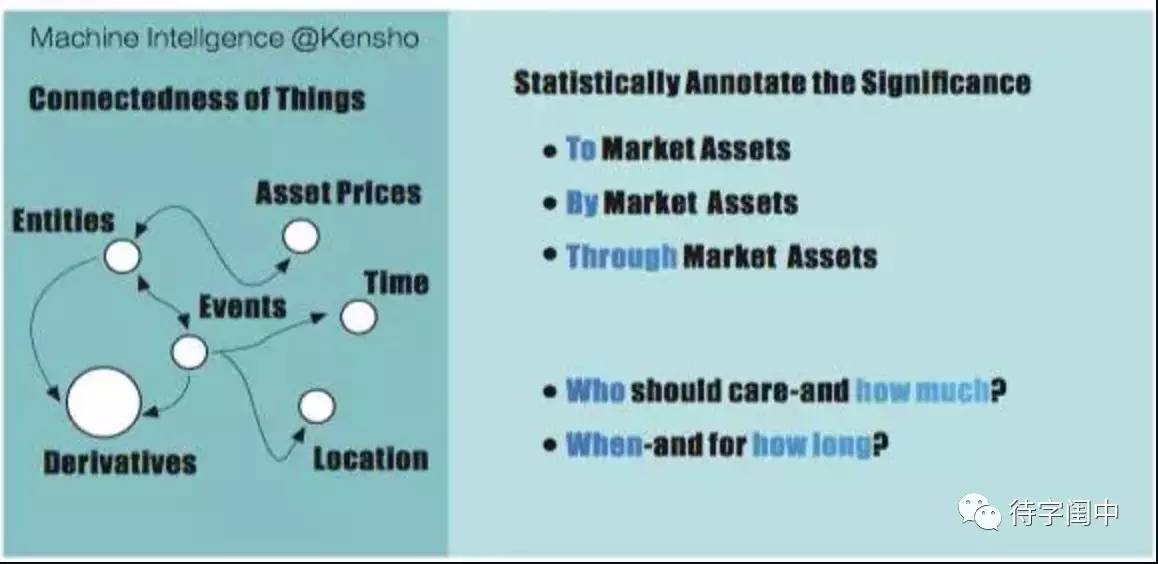 Machine Intellgence @Kensho
Connectedness of Things
Entities
Asset Prices
Time
Events
Derivatives
Location
Statistically Annotate the Significance
• To Market Assets
• By Market Assets
• Through Market Assets
• Who should care-and how much?
• When-and for how long?
待字闺中